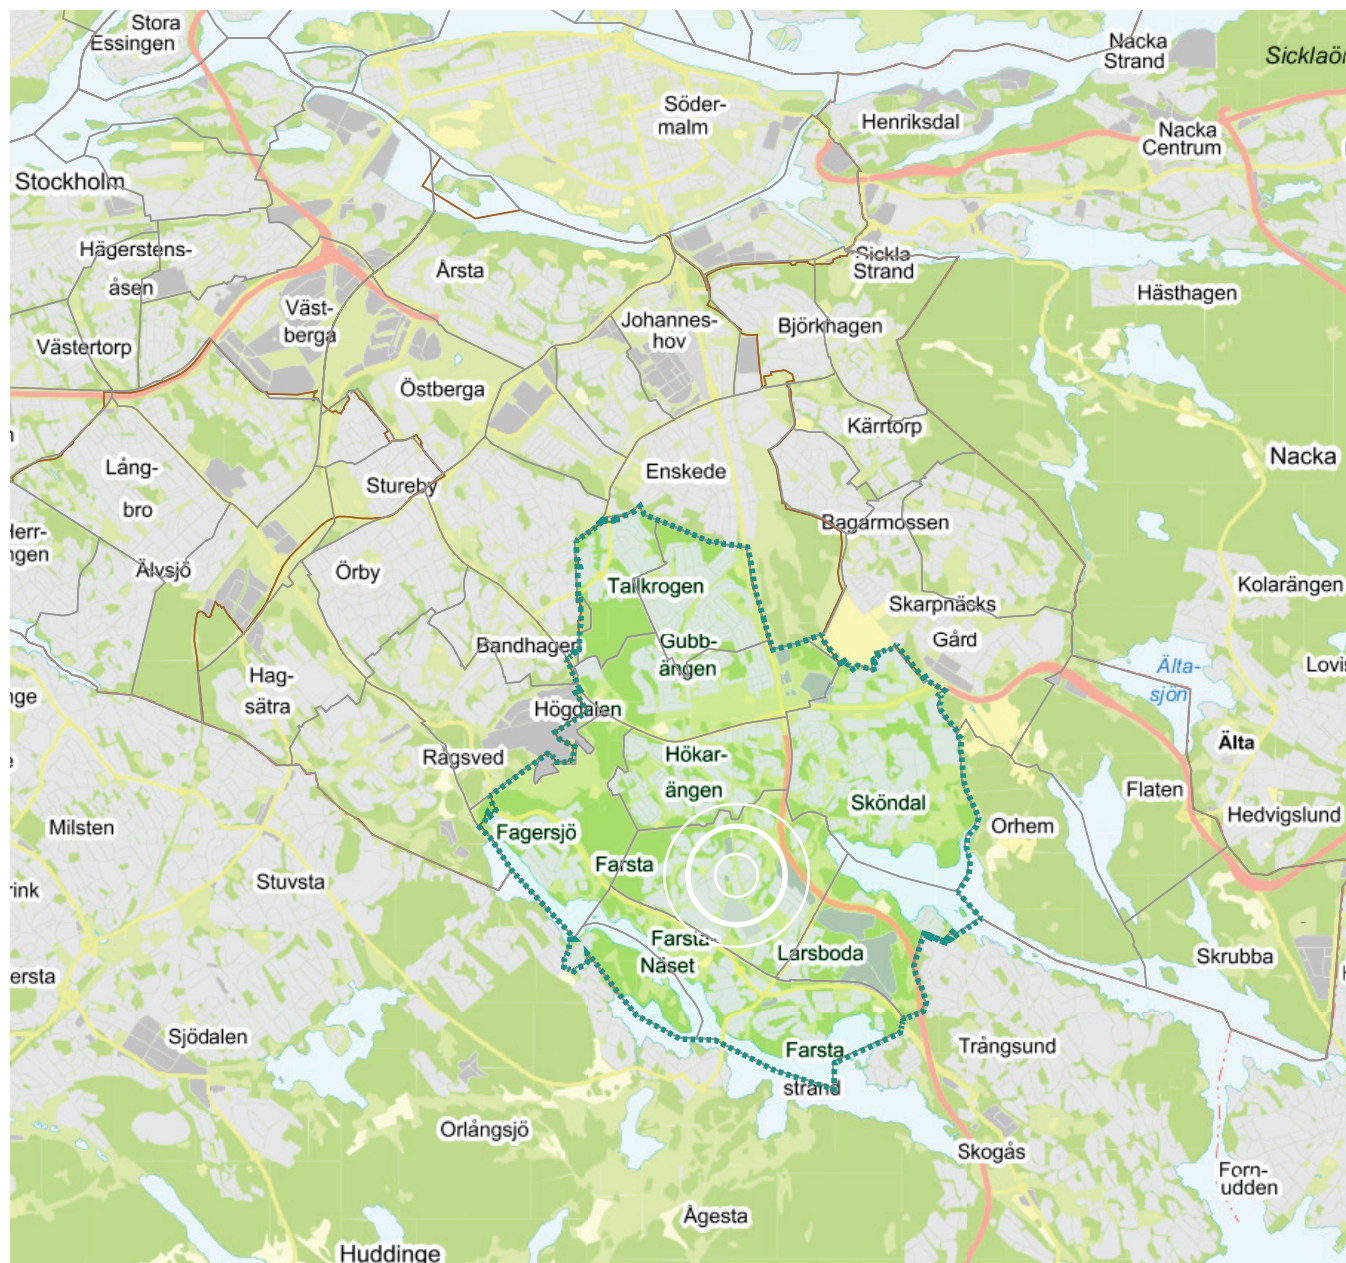 Stora
Essingen
Nacka
Strand
Söder-
malm
Henriksdal
Nacka
Centrum
Stockholm
Hägerstens-
åsen
Årsta
Sickla
Strand
Hästhagen
Väst-
berga
Johannes-
hov
Björkhagen
Västertorp
Östberga
Kärrtorp
Lång-
bro
Stureby
Enskede
Nacka
Bagarmossen
Älvsjö
Örby
Tallkrogen
Kolarängen
Skarpnäcks
Gård
Bandhagen
Gubb-
ängen
Älta-
sjön
Hag-
sätra
Högdalen
Älta
Rågsved
Hökar-
ängen
Sköndal
Flaten
Milsten
Fagersjö
Orhem
Hedvigslund
Farsta
Stuvsta
Farsta-
Näset
Larsboda
Skrubba
Sjödalen
Farsta
strand
Trångsund
Orlångsjö
Skogås
Forn-
udden
Ågesta
Huddinge